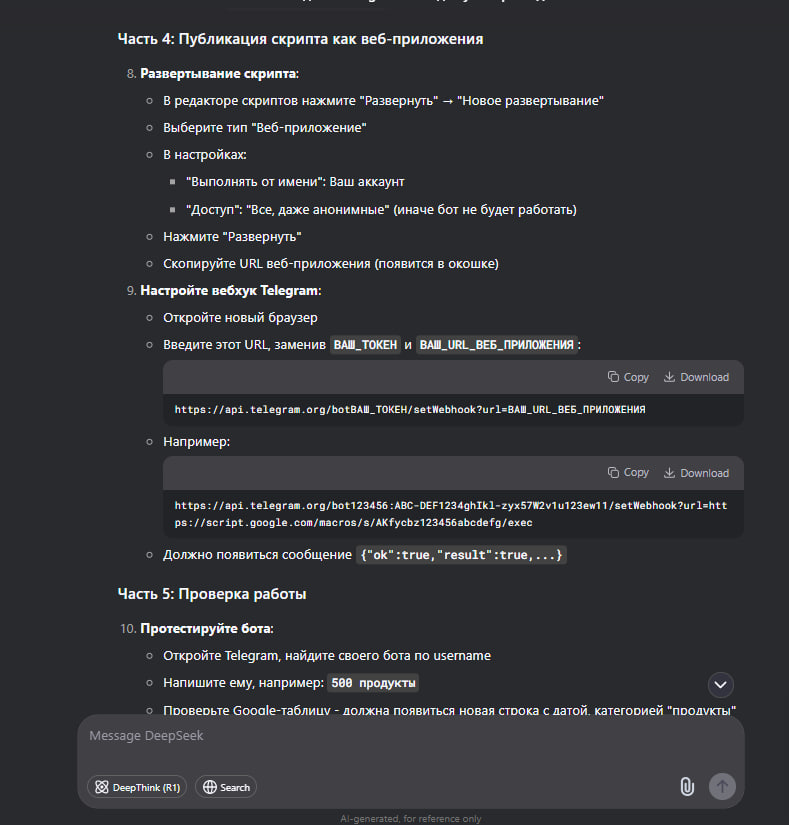 Часть 4: Публикация скрипта как веб-приложения
8. Развертывание скрипта:
В редакторе скриптов нажмите "Развернуть" → "Новое развертывание"
Выберите тип "Веб-приложение"
В настройках:
"Выполнять от имени": Ваш аккаунт
"Доступ": "Все, даже анонимные" (иначе бот не будет работать)
Нажмите "Развернуть"
Скопируйте URL веб-приложения (появится в окошке)
9. Настройте вебхук Telegram:
Откройте новый браузер
Введите этот URL, заменив ВАШ_ТОКЕН и ВАШ_URL_ВЕБ_ПРИЛОЖЕНИЯ:
Copy Download
https://api.telegram.org/botВАШ_ТОКЕН/setWebhook?url=ВАШ_URL_ВЕБ_ПРИЛОЖЕНИЯ
Например:
Copy Download
https://api.telegram.org/bot123456:ABC-DEF1234ghIkl-zyx57W2v1u123ew11/setWebhook?url=htt
ps://script.google.com/macros/s/AKfycbz123456abcdefg/exec
Должно появиться сообщение {"ok":true,"result":true,...}
Часть 5: Проверка работы
10. Протестируйте бота:
Откройте Telegram, найдите своего бота по username
Напишите ему, например: 500 продукты
Проверьте Google-таблицу - должна появиться новая строка с датой, категорией "продукты"
Message DeepSeek
DeepThink (R1) Search
AI-generated, for reference only